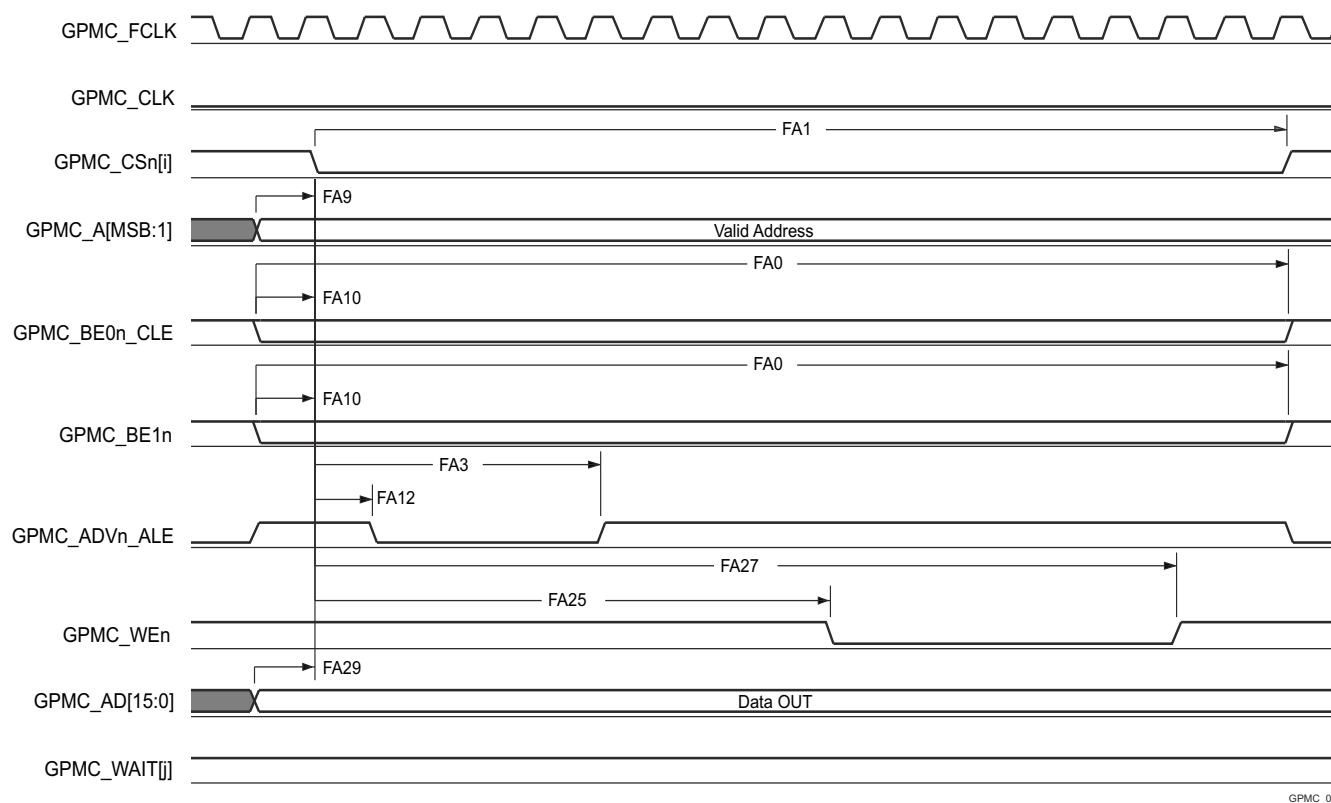 GPMC_FCLK
GPMC_CLK
FA1
GPMC_CSn[i]
FA9
GPMC_A[MSB:1]
Valid Address
FA0
FA10
GPMC_BE0n_CLE
FA0
FA10
GPMC_BE1n
FA3
FA12
GPMC_ADVn_ALE
FA27
FA25
GPMC_WEn
FA29
GPMC_AD[15:0]
Data OUT
GPMC_WAIT[j]
GPMC_0